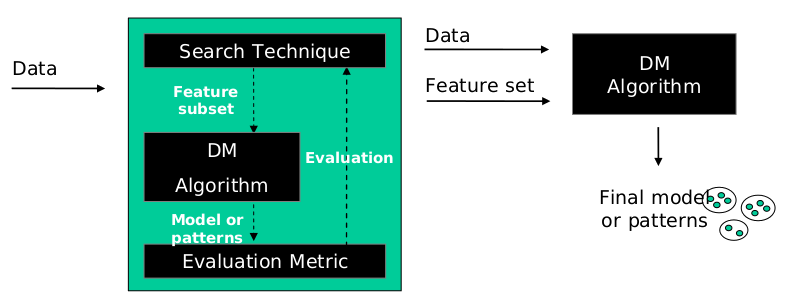 Data
Search Technique
Feature
subset
DM
Algorithm
Evaluation
Model or
patterns
Evaluation Metric
Data
Feature set
DM
Algorithm
Final model
or patterns